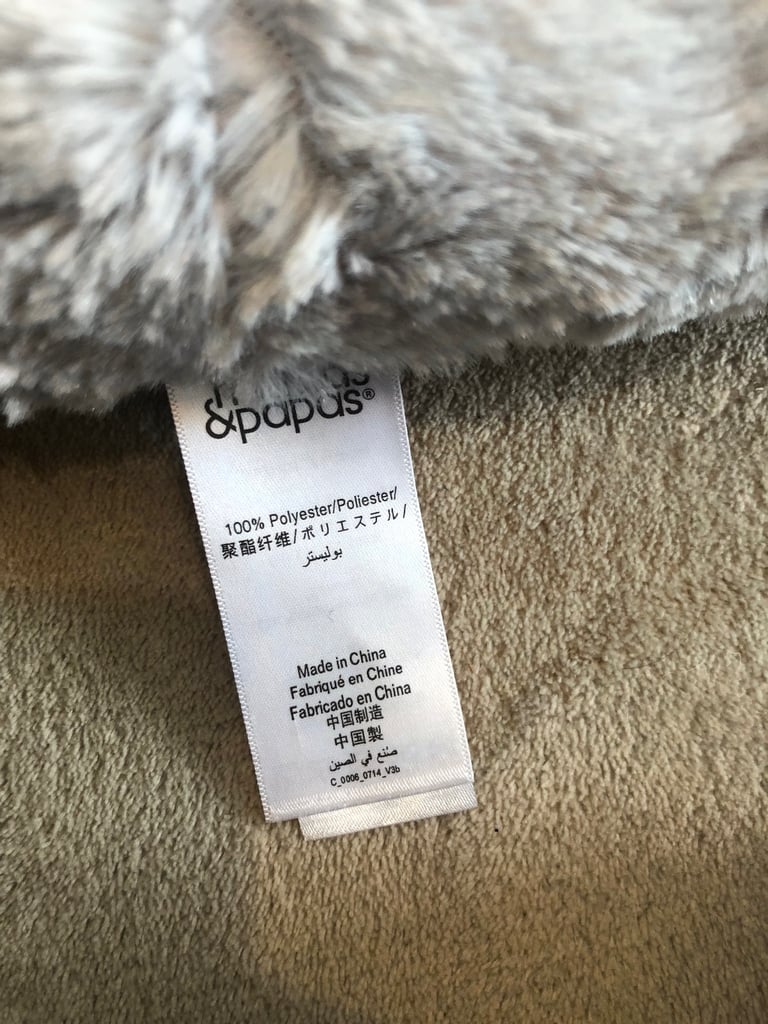 &papas®
100% Polyester/Poliester/
聚酯纤维/ポリエステル/
بوليستر
Made in China
Fabriqué en Chine
Fabricado en China
中国制造
中国製
صُنع في الصين
C_0006_0714_V3b